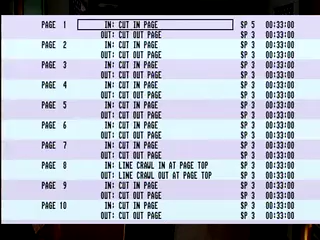 PAGE 1 IN: CUT IN PAGE SP 5 00:33:00
OUT: CUT OUT PAGE SP 3 00:33:00
PAGE 2 IN: CUT IN PAGE SP 3 00:33:00
OUT: CUT OUT PAGE SP 3 00:33:00
PAGE 3 IN: CUT IN PAGE SP 3 00:33:00
OUT: CUT OUT PAGE SP 3 00:33:00
PAGE 4 IN: CUT IN PAGE SP 3 00:33:00
OUT: CUT OUT PAGE SP 3 00:33:00
PAGE 5 IN: CUT IN PAGE SP 3 00:33:00
OUT: CUT OUT PAGE SP 3 00:33:00
PAGE 6 IN: CUT IN PAGE SP 3 00:33:00
OUT: CUT OUT PAGE SP 3 00:33:00
PAGE 7 IN: CUT IN PAGE SP 3 00:33:00
OUT: CUT OUT PAGE SP 3 00:33:00
PAGE 8 IN: LINE CRAWL IN AT PAGE TOP SP 3 00:33:00
OUT: LINE CRAWL OUT AT PAGE TOP SP 3 00:33:00
PAGE 9 IN: CUT IN PAGE SP 3 00:33:00
OUT: CUT OUT PAGE SP 3 00:33:00
PAGE 10 IN: CUT IN PAGE SP 3 00:33:00
OUT: CUT OUT PAGE SP 3 00:33:00